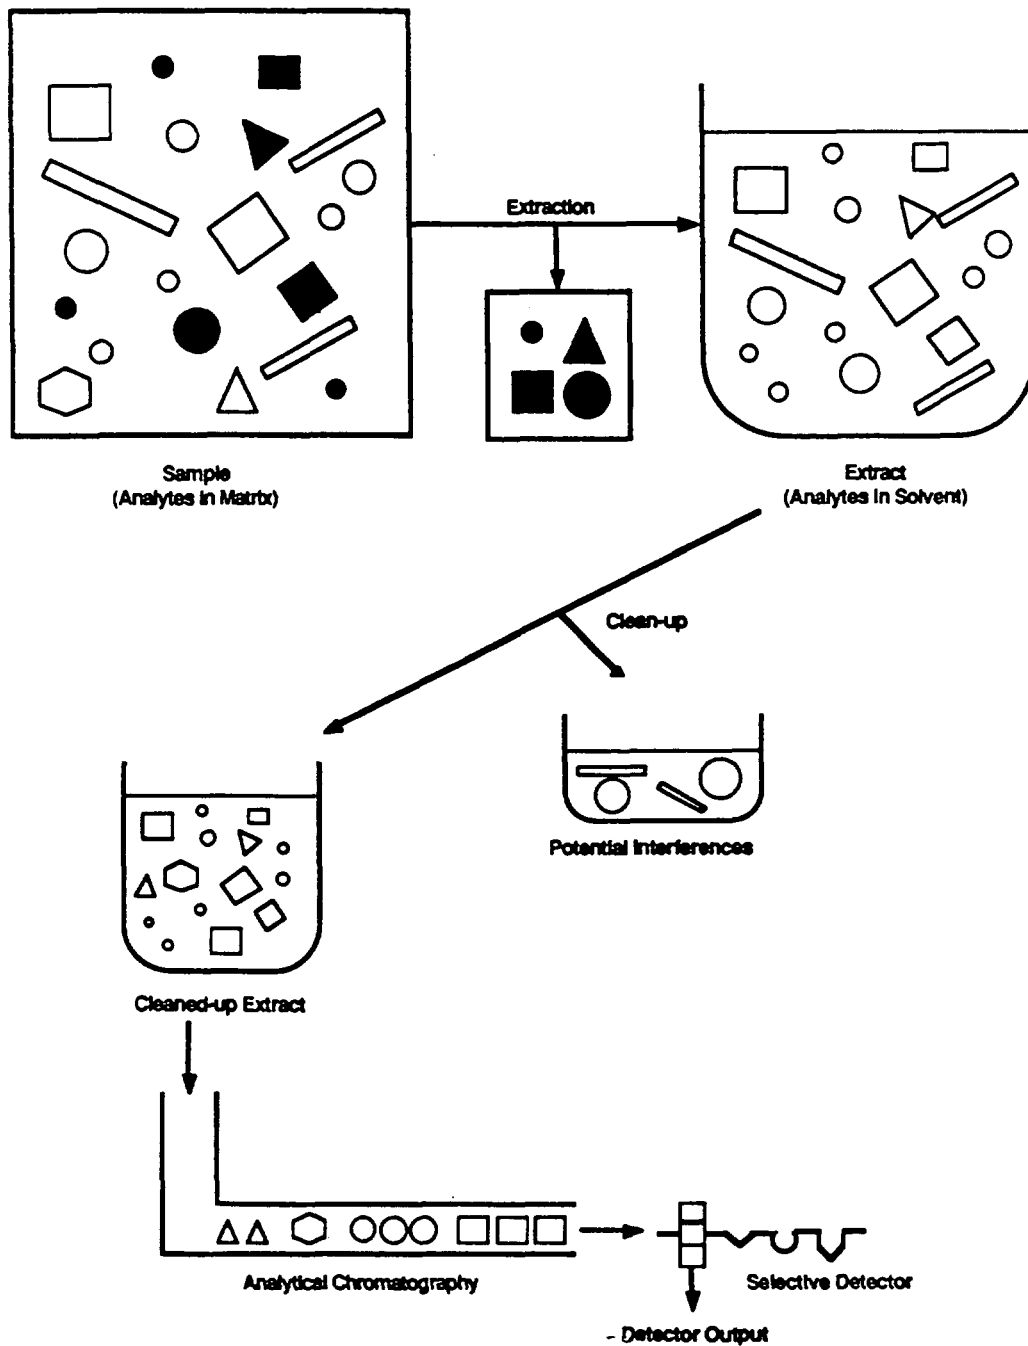 Extraction
Sample
(Analytes in Matrix)
Extract
(Analytes in Solvent)
Clean-up
Potential Interferences
Cleaned-up Extract
Analytical Chromatography
Selective Detector
- Detector Output